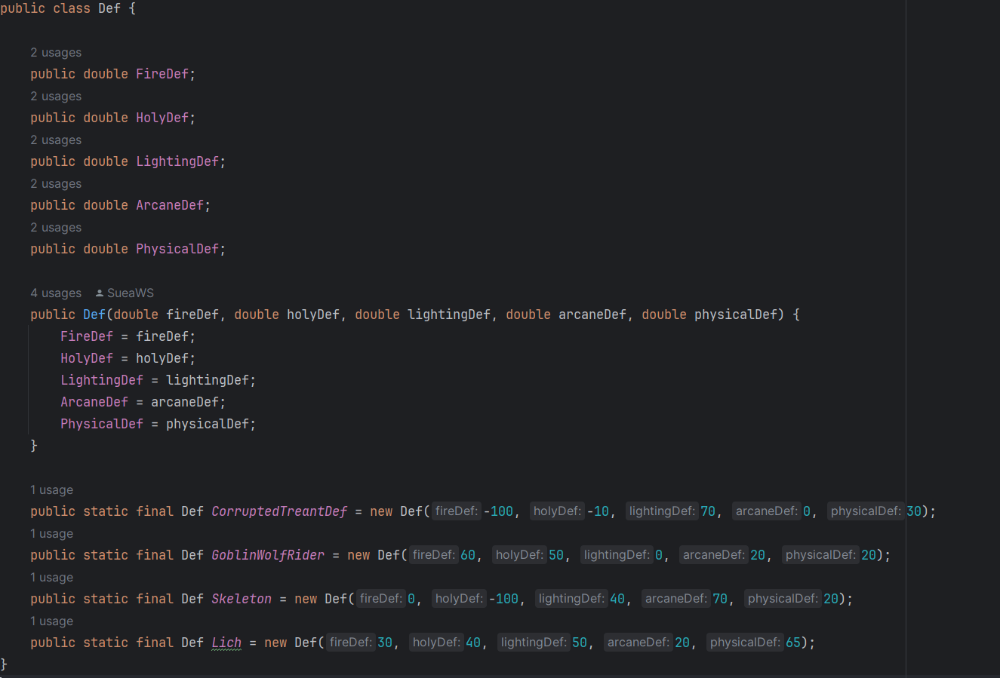 public class Def {
2 usages
public double FireDef;
2 usages
public double HolyDef;
2 usages
public double LightingDef;
2 usages
public double ArcaneDef;
2 usages
public double PhysicalDef;
4 usages SueaWS
public Def(double fireDef, double holyDef, double lightingDef, double arcaneDef, double physicalDef) {
FireDef = fireDef;
HolyDef = holyDef;
LightingDef = lightingDef;
ArcaneDef = arcaneDef;
PhysicalDef = physicalDef;
}
1 usage
public static final Def CorruptedTreantDef = new Def( fireDef: -100, holyDef: -10, lightingDef: 70, arcaneDef: 0, physicalDef: 30);
1 usage
public static final Def GoblinWolfRider = new Def( fireDef: 60, holyDef: 50, lightingDef: 0, arcaneDef: 20, physicalDef: 20);
1 usage
public static final Def Skeleton = new Def( fireDef: 0, holyDef: -100, lightingDef: 40, arcaneDef: 70, physicalDef: 20);
1 usage
public static final Def Lich = new Def( fireDef: 30, holyDef: 40, lightingDef: 50, arcaneDef: 20, physicalDef: 65);
}